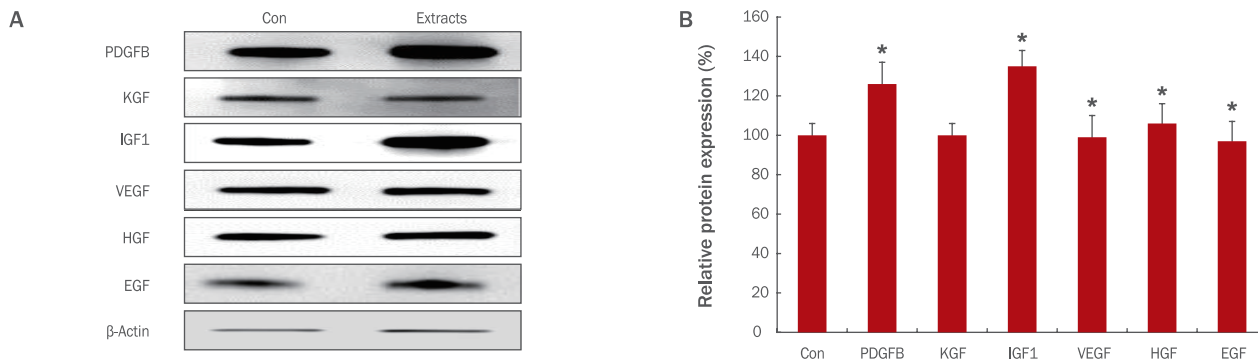 A
Con Extracts
PDGFB
KGF
IGF1
VEGF
HGF
EGF
β-Actin
B
Relative protein expression (%)
160
140
120
100
80
60
40
20
0
* * * * *
Con PDGFB KGF IGF1 VEGF HGF EGF